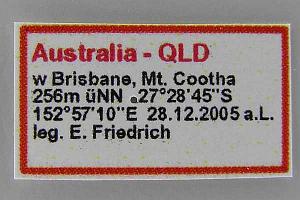 Australia - QLD
w Brisbane, Mt. Cootha
256m üNN .27°28'45"S
152°57'10"E 28.12.2005 a.L.
leg. E. Friedrich